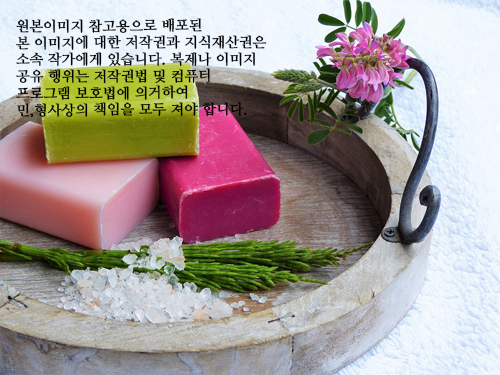 원본이미지 참고용으로 배포된
본 이미지에 대한 저작권과 지식재산권은
소속 작가에게 있습니다. 복제나 이미지
공유 행위는 저작권법 및 컴퓨터
프로그램 보호법에 의거하여
민,형사상의 책임을 모두 져야 합니다.